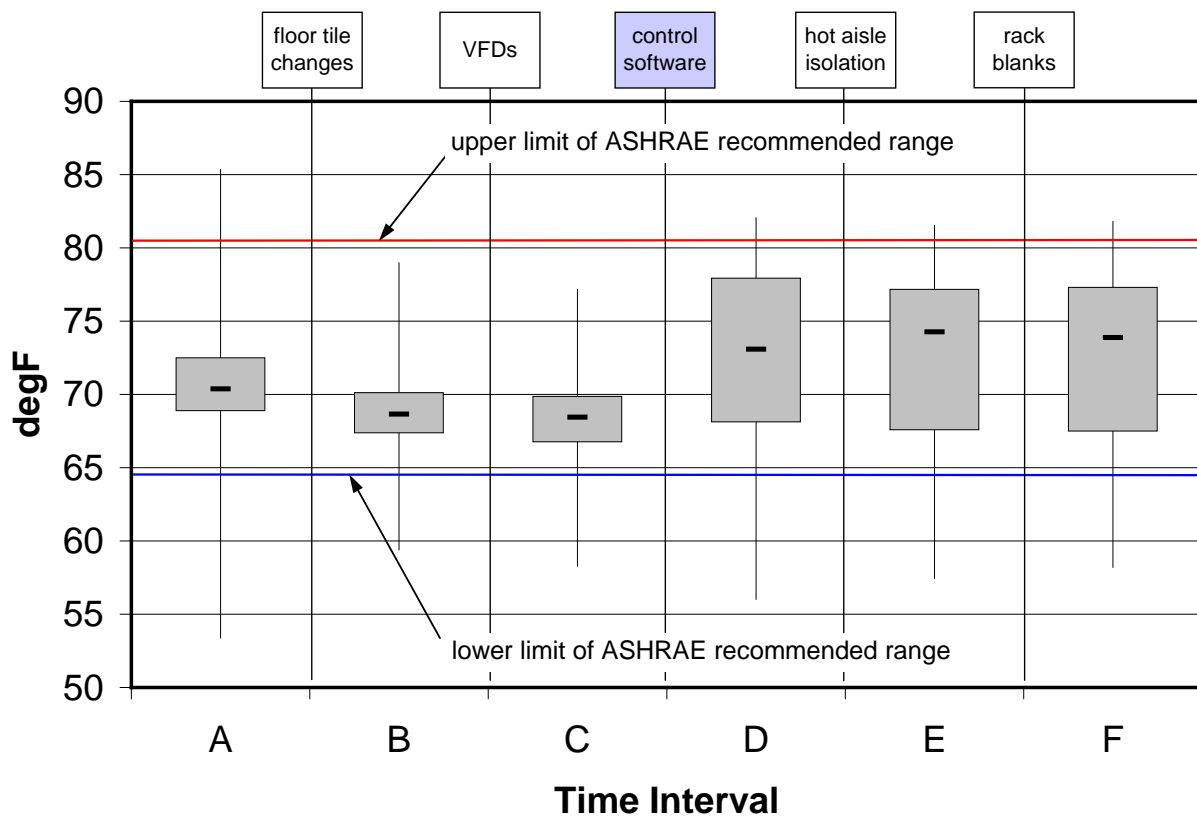 floor tile
changes
VFDs
control
software
hot aisle
isolation
rack
blanks
90
upper limit of ASHRAE recommended range
85
80
75
70
65
60
55
lower limit of ASHRAE recommended range
50
degF
A B C D E F
Time Interval